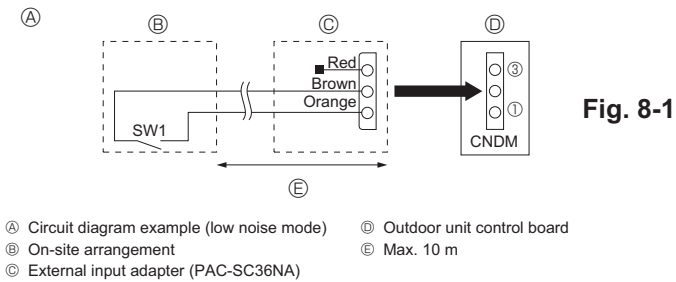 Ⓐ
Ⓑ
Ⓒ
Ⓓ
Red
Brown
Orange
③
①
SW1
CNDM
Fig. 8-1
Ⓔ
Ⓐ Circuit diagram example (low noise mode)
Ⓑ On-site arrangement
Ⓒ External input adapter (PAC-SC36NA)
Ⓓ Outdoor unit control board
Ⓔ Max. 10 m